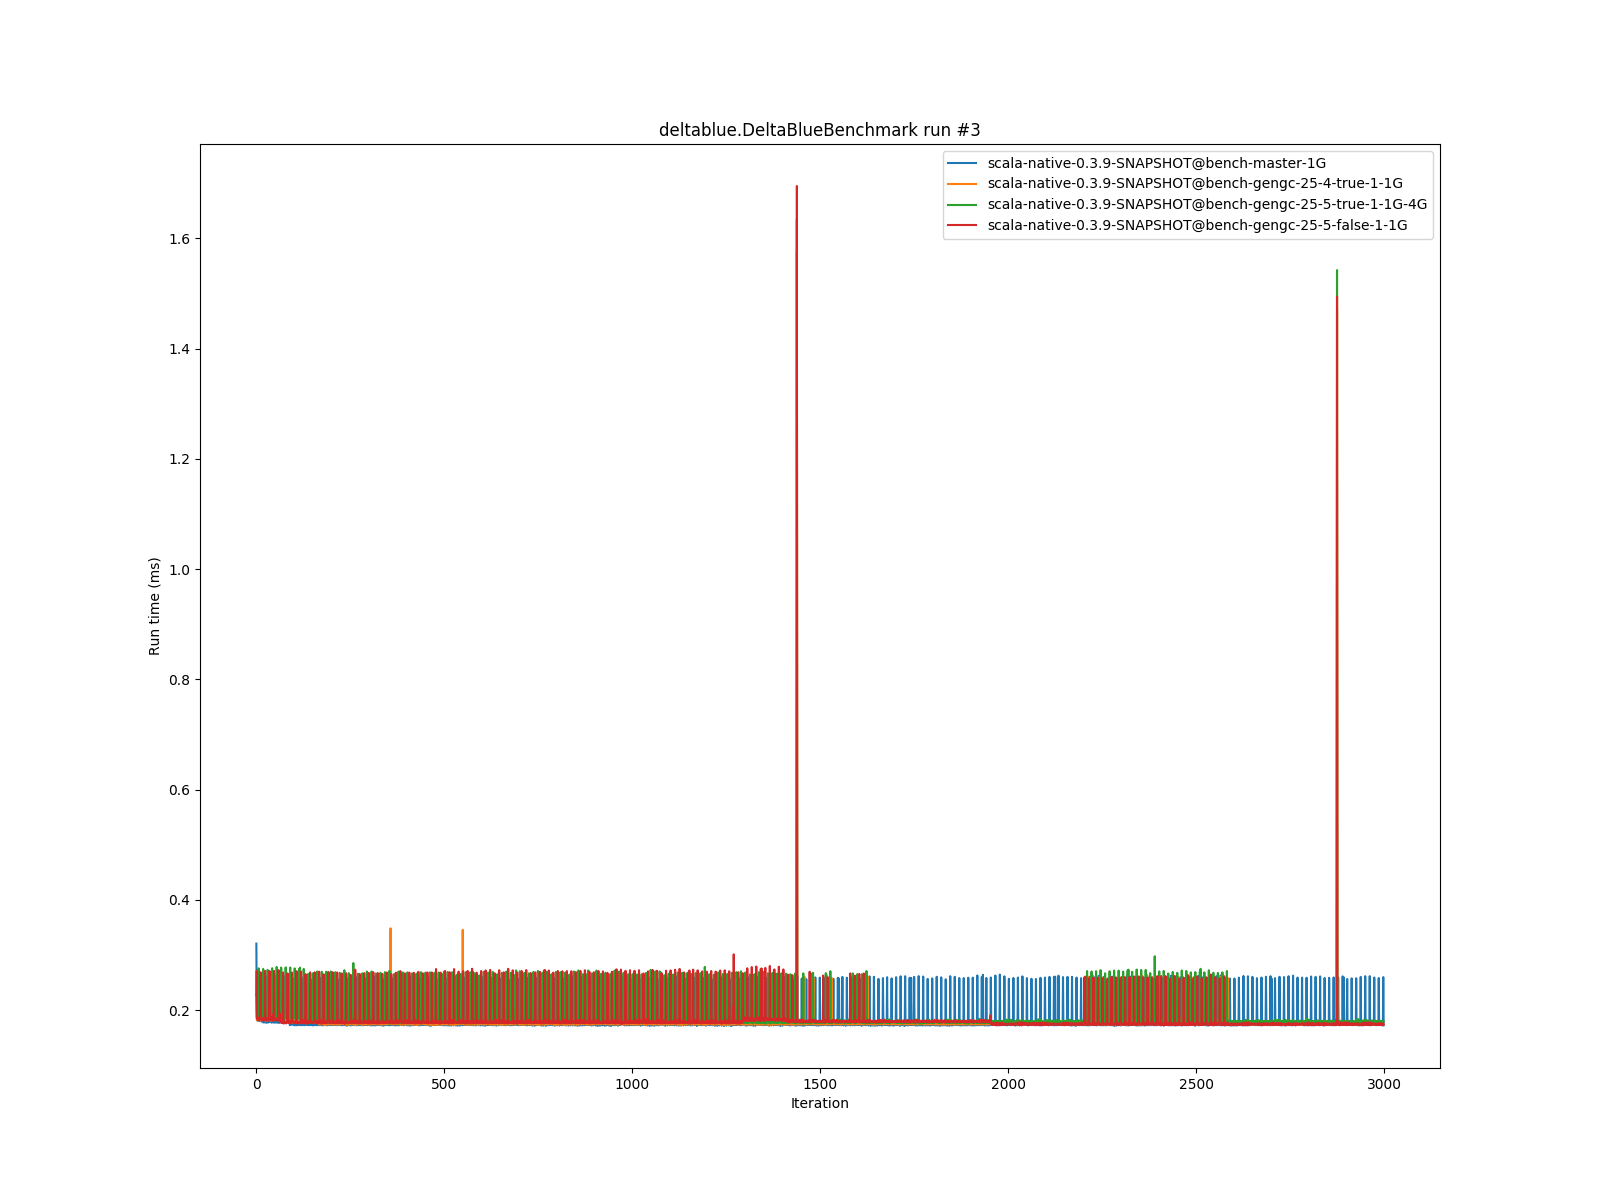 deltablue.DeltaBlueBenchmark run #3
scala-native-0.3.9-SNAPSHOT@bench-master-1G
scala-native-0.3.9-SNAPSHOT@bench-gengc-25-4-true-1-1G
scala-native-0.3.9-SNAPSHOT@bench-gengc-25-5-true-1-1G-4G
scala-native-0.3.9-SNAPSHOT@bench-gengc-25-5-false-1-1G
Run time (ms)
1.6
1.4
1.2
1.0
0.8
0.6
0.4
0.2
0 500 1000 1500 2000 2500 3000
Iteration